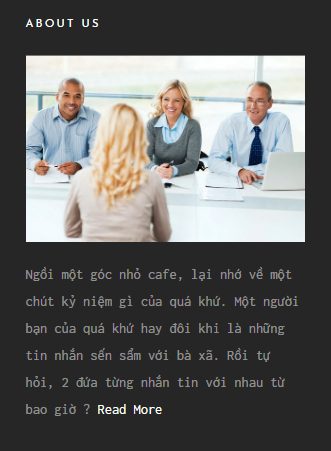 ABOUT US
Ngồi một góc nhỏ cafe, lại nhớ về một
chút kỷ niệm gì của quá khứ. Một người
bạn của quá khứ hay đôi khi là những
tin nhắn sến sẩm với bà xã. Rồi tự
hỏi, 2 đứa từng nhắn tin với nhau từ
bao giờ ? Read More